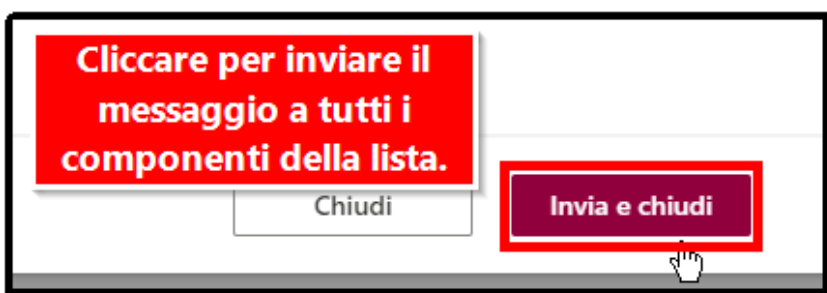 Cliccare per inviare il
messaggio a tutti i
componenti della lista.
Chiudi
Invia e chiudi